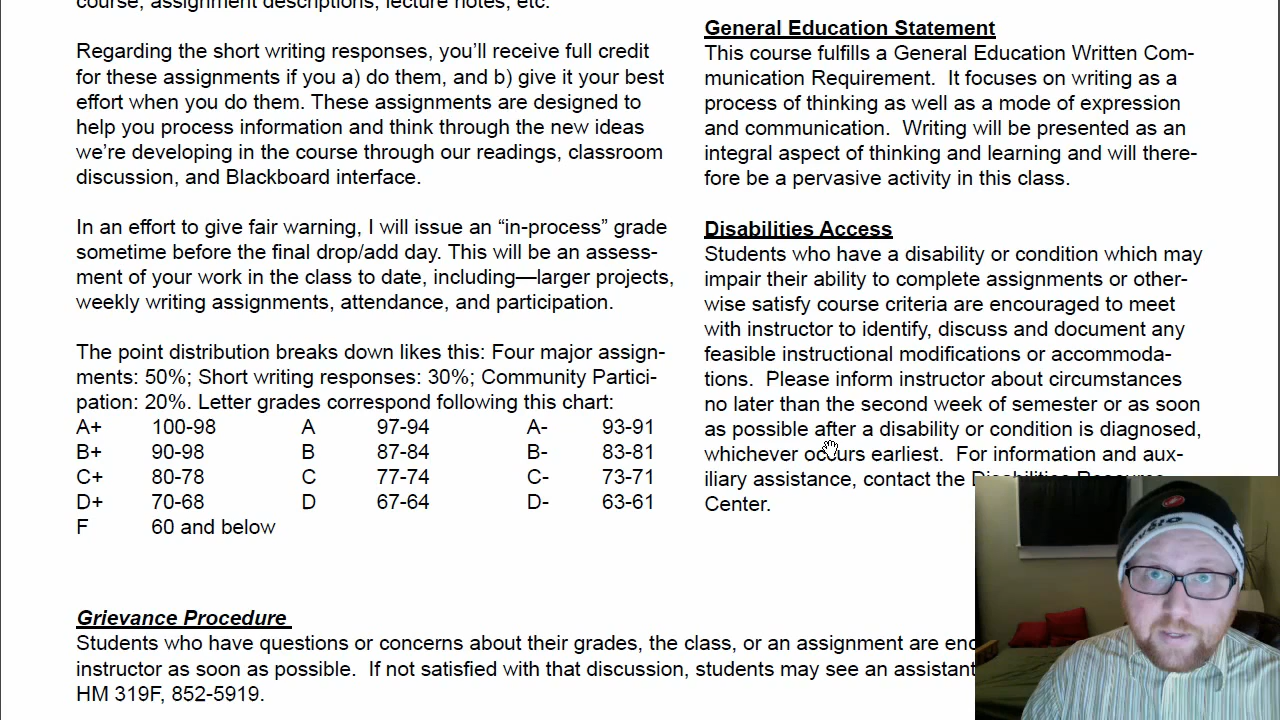 course, assignment descriptions, lecture notes, etc.
Regarding the short writing responses, you’ll receive full credit
for these assignments if you a) do them, and b) give it your best
effort when you do them. These assignments are designed to
help you process information and think through the new ideas
we’re developing in the course through our readings, classroom
discussion, and Blackboard interface.
In an effort to give fair warning, I will issue an “in-process” grade
sometime before the final drop/add day. This will be an assess-
ment of your work in the class to date, including—larger projects,
weekly writing assignments, attendance, and participation.
The point distribution breaks down likes this: Four major assign-
ments: 50%; Short writing responses: 30%; Community Partici-
pation: 20%. Letter grades correspond following this chart:
A+ 100-98 A 97-94 A- 93-91
B+ 90-98 B 87-84 B- 83-81
C+ 80-78 C 77-74 C- 73-71
D+ 70-68 D 67-64 D- 63-61
F 60 and below
General Education Statement
This course fulfills a General Education Written Com-
munication Requirement. It focuses on writing as a
process of thinking as well as a mode of expression
and communication. Writing will be presented as an
integral aspect of thinking and learning and will there-
fore be a pervasive activity in this class.
Disabilities Access
Students who have a disability or condition which may
impair their ability to complete assignments or other-
wise satisfy course criteria are encouraged to meet
with instructor to identify, discuss and document any
feasible instructional modifications or accommoda-
tions. Please inform instructor about circumstances
no later than the second week of semester or as soon
as possible after a disability or condition is diagnosed,
whichever occurs earliest. For information and aux-
iliary assistance, contact the Disabilities Resource
Center.
Grievance Procedure
Students who have questions or concerns about their grades, the class, or an assignment are
instructor as soon as possible. If not satisfied with that discussion, students may see an assistant
HM 319F, 852-5919.